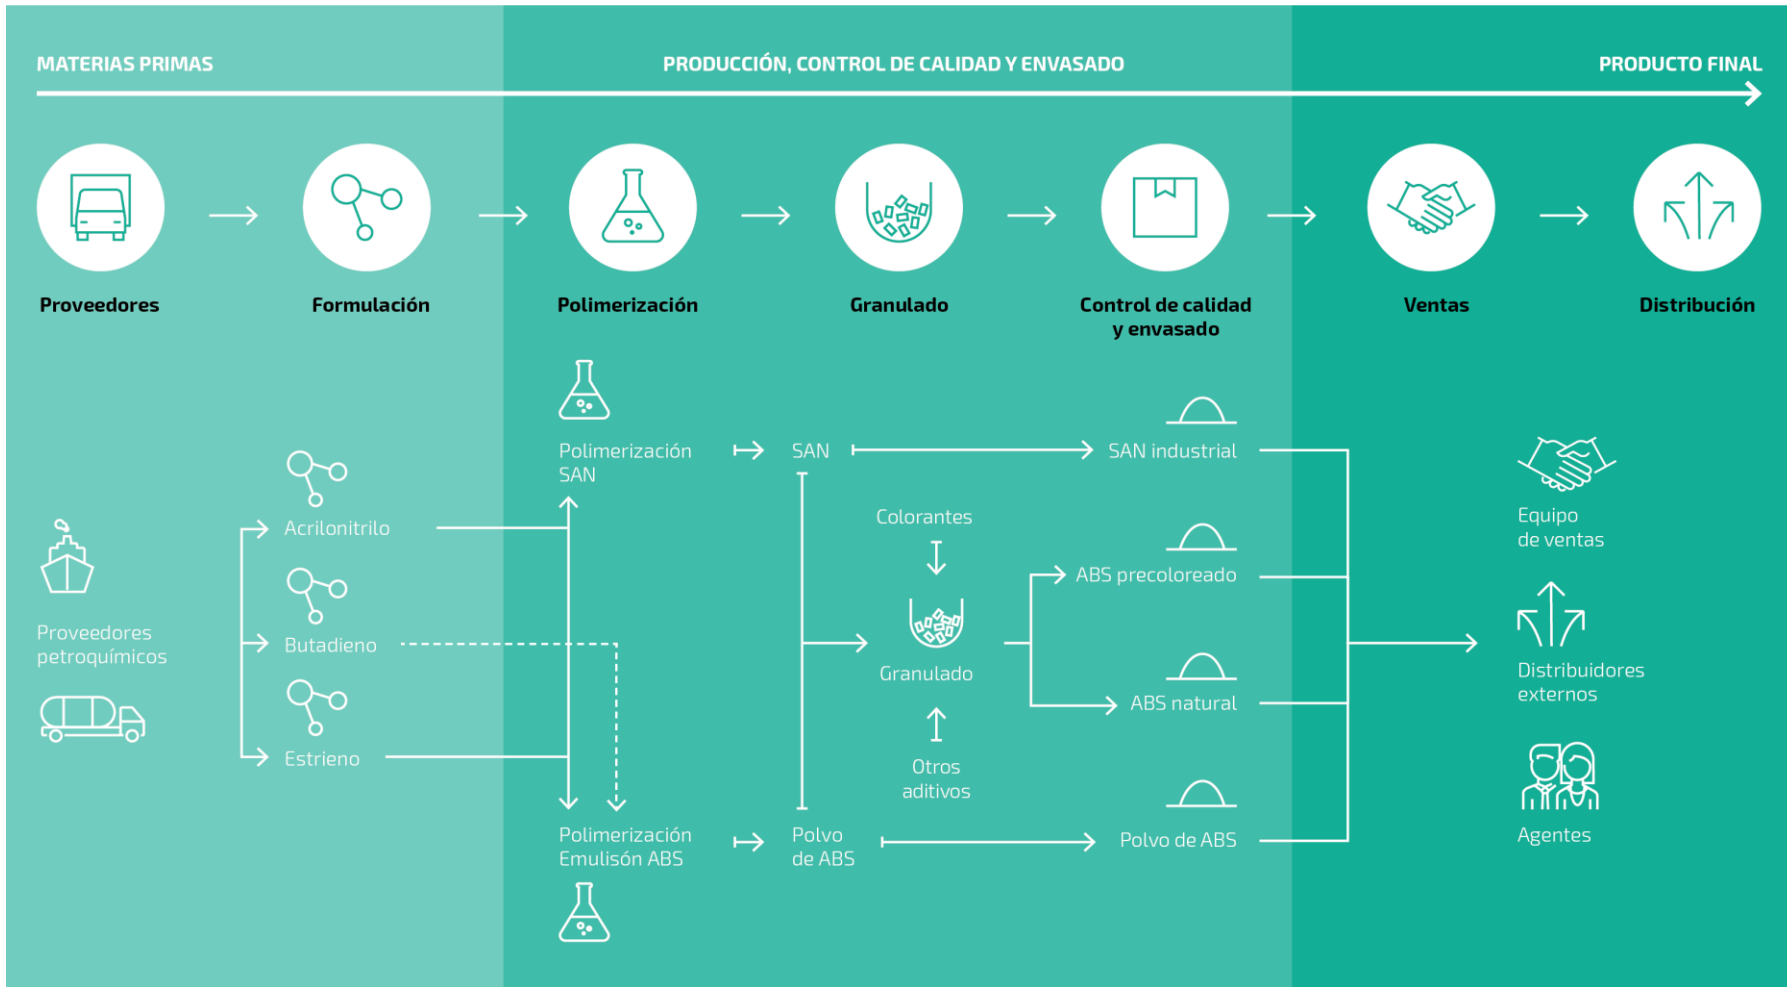 MATERIAS PRIMAS
PRODUCCIÓN, CONTROL DE CALIDAD Y ENVASADO
PRODUCTO FINAL
Proveedores
Formulación
Polimerización
Granulado
Control de calidad
y envasado
Ventas
Distribución
Proveedores
petroquímicos
Acrilonitrilo
Butadieno
Estrieno
Polimerización
SAN
Polimerización
Emulisón ABS
SAN
Polvo
de ABS
Colorantes
Granulado
Otros
aditivos
SAN industrial
ABS precoloreado
ABS natural
Polvo de ABS
Equipo
de ventas
Distribuidores
externos
Agentes